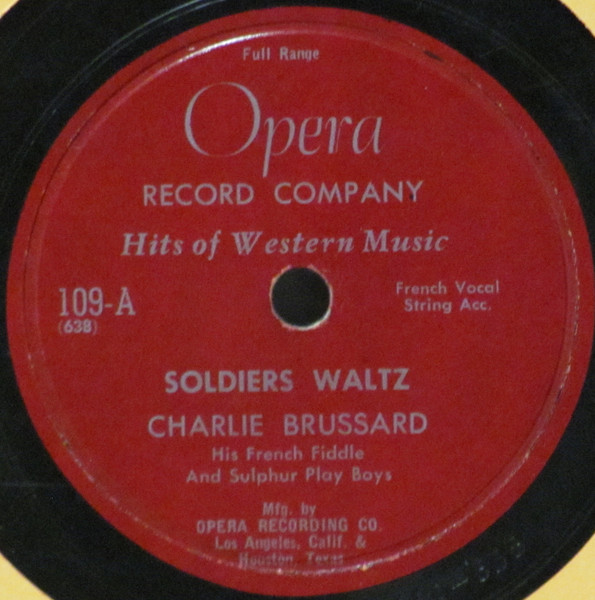 Full Range
Opera
RECORD COMPANY
Hits of Western Music
109-A
(638)
French Vocal
String Acc.
SOLDIERS WALTZ
CHARLIE BRUSSARD
His French Fiddle
And Sulphur Play Boys
Mfg. by
OPERA RECORDING CO.
Los Angeles, Calif. &
Houston, Texas